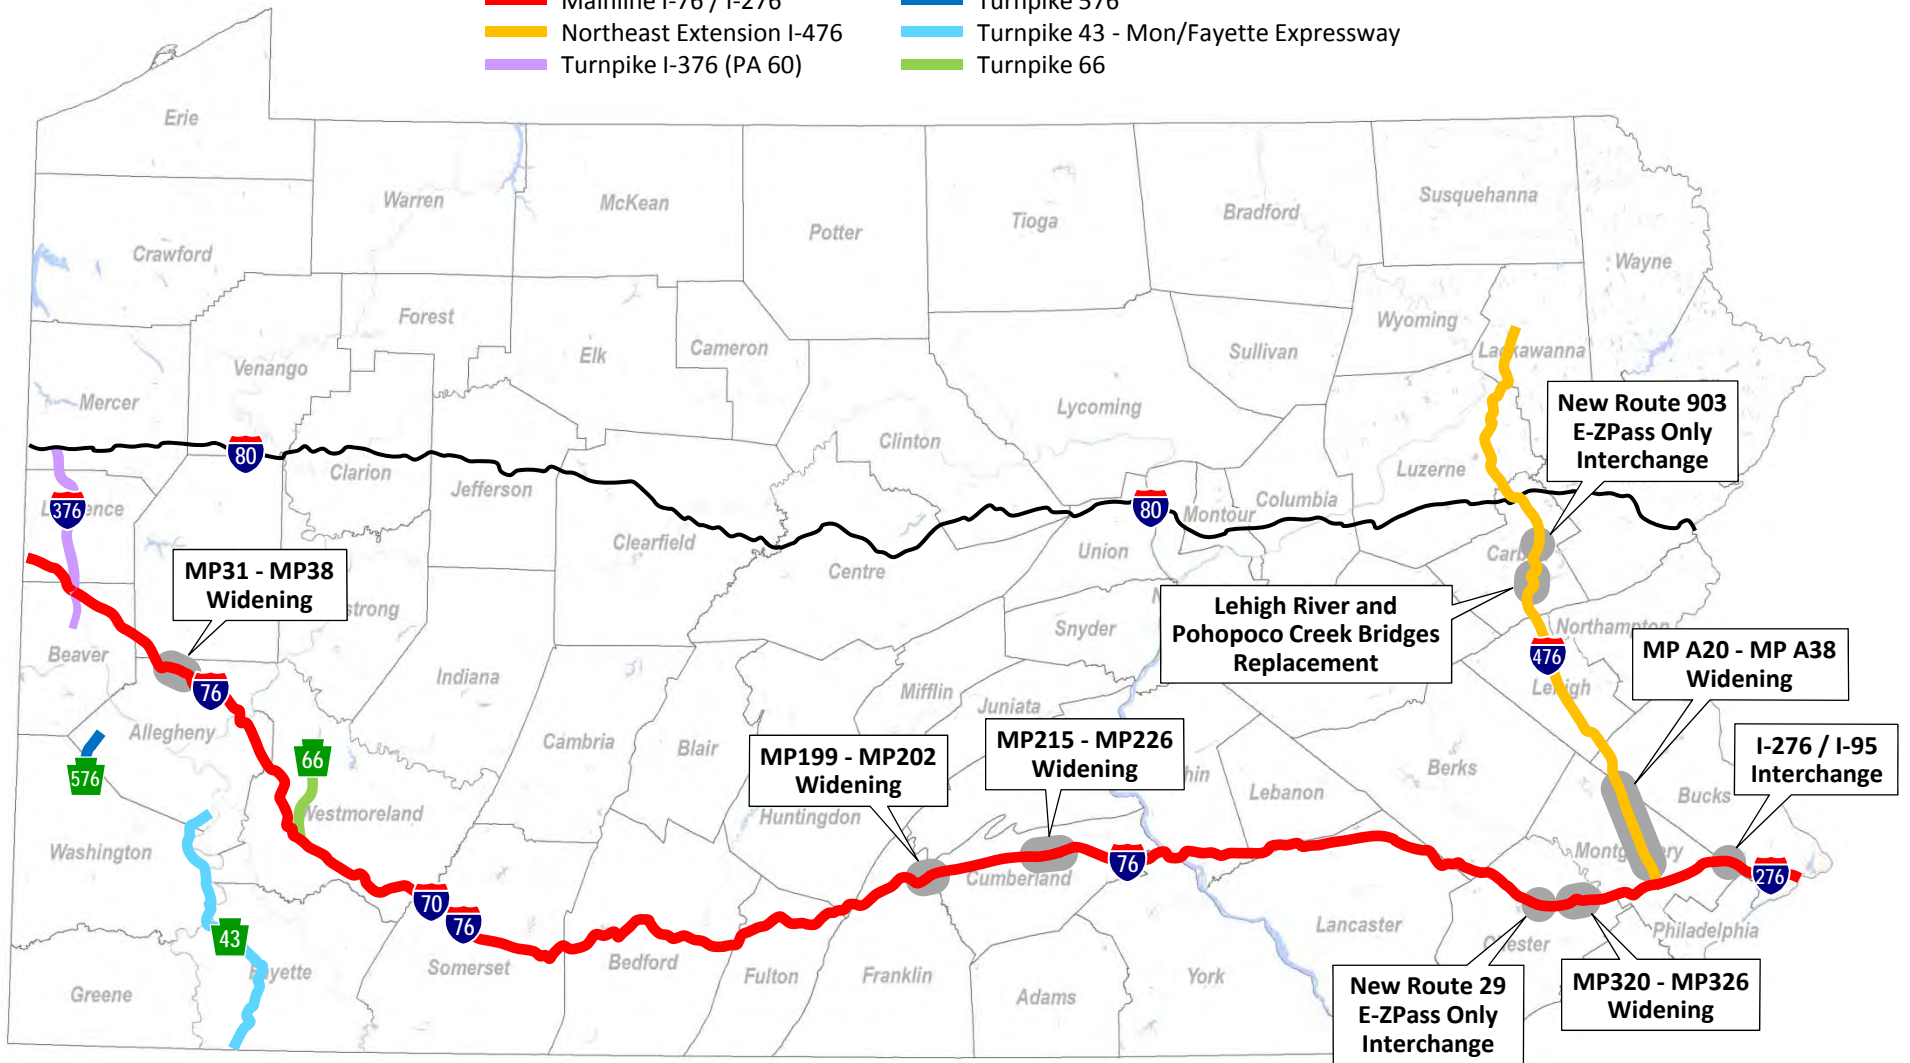 Mainline I-76 / I-276
Turnpike 576
Northeast Extension I-476
Turnpike 43 - Mon/Fayette Expressway
Turnpike I-376 (PA 60)
Turnpike 66
Erie
Warren
McKean
Potter
Tioga
Bradford
Susquehanna
Wayne
Crawford
Forest
Elk
Cameron
Sullivan
Wyoming
Lackawanna
Venango
Mercer
Lycoming
Clinton
Luzerne
New Route 903
E-ZPass Only
Interchange
80
Clarion
Jefferson
Columbia
80
Montour
376
Clearfield
Centre
Union
MP31 - MP38
Widening
Lehigh River and
Pohopoco Creek Bridges
Replacement
Snyder
Northampton
476
MP A20 - MP A38
Widening
Beaver
Indiana
Mifflin
Juniata
Lehigh
76
Allegheny
Cambria
Blair
MP199 - MP202
Widening
MP215 - MP226
Widening
I-276 / I-95
Interchange
66
576
Berks
Lebanon
Bucks
Westmoreland
Huntingdon
Washington
Montgomery
Cumberland
76
276
70
76
43
Lancaster
Chester
Philadelphia
Fayette
Somerset
Bedford
Fulton
Franklin
Adams
York
Greene
New Route 29
E-ZPass Only
Interchange
MP320 - MP326
Widening